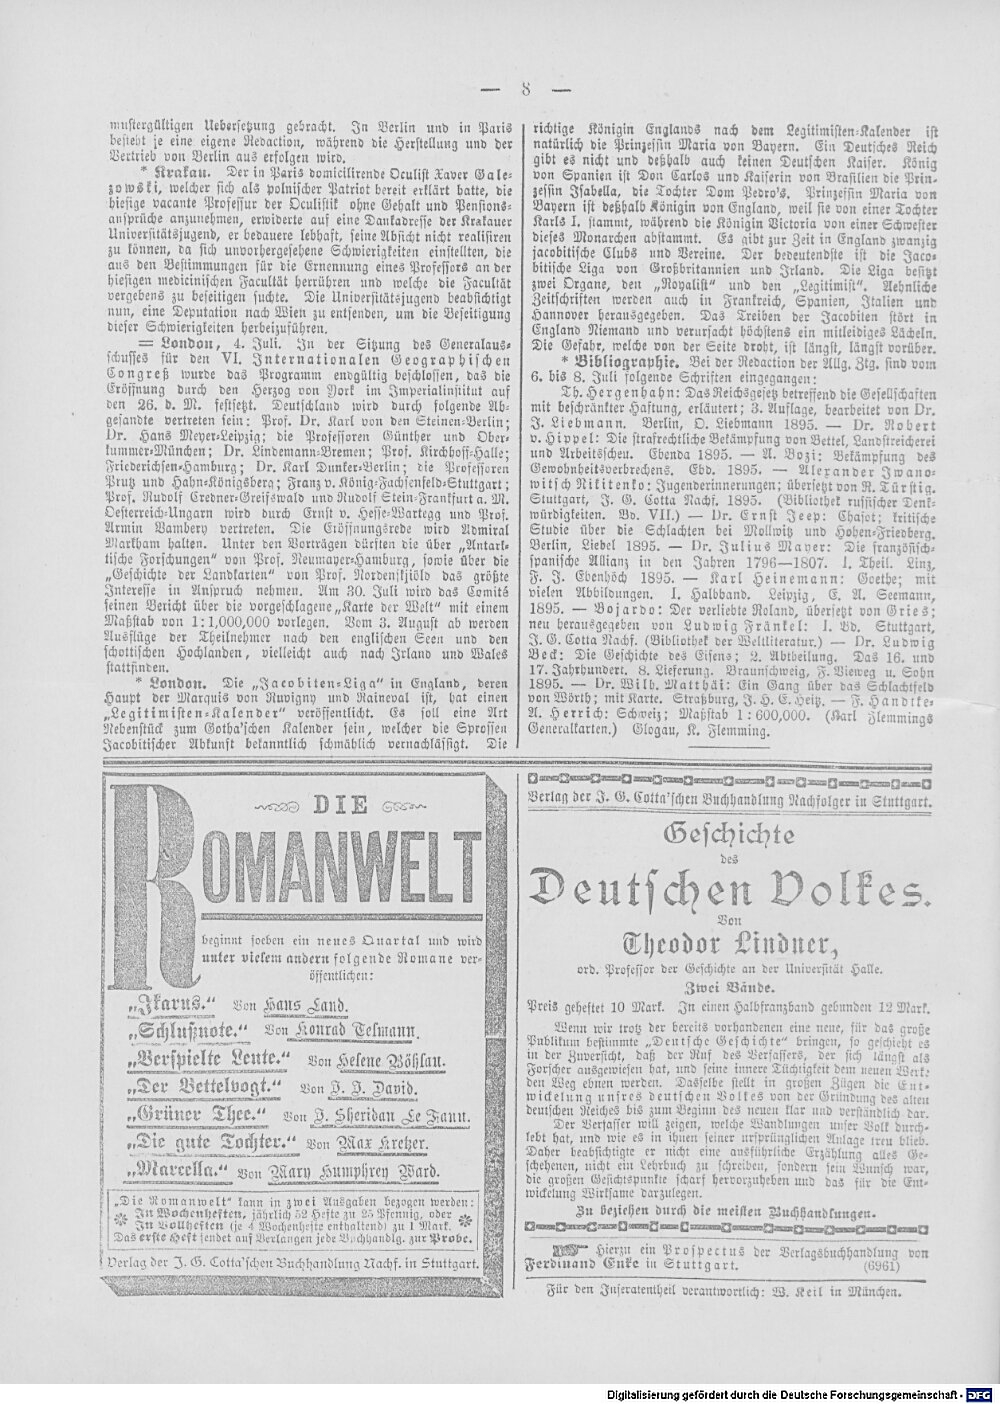 — 8 —
mustergültigen Uebersetzung gebracht. In Berlin und in Paris
besteht je eine eigene Redaction, während die Herstellung und der
Vertrieb von Berlin aus erfolgen wird.
* Krakau. Der in Paris domicilirende Oculist Xaver Gale-
zowski, welcher sich als polnischer Patriot bereit erklärt hatte, die
hiesige vacante Professur der Oculistik ohne Gehalt und Pensions-
ansprüche anzunehmen, erwiderte auf eine Dankadresse der Krakauer
Universitätsjugend, er bedauere lebhaft, seine Absicht nicht realisiren
zu können, da sich unvorhergesehene Schwierigkeiten einstellten, die
aus den Bestimmungen für die Ernennung eines Professors an der
hiesigen medicinischen Facultät herrühren und welche die Facultät
vergebens zu beseitigen suchte. Die Universitätsjugend beabsichtigt
nun, eine Deputation nach Wien zu entsenden, um die Beseitigung
dieser Schwierigkeiten herbeizuführen.
= London, 4. Juli. In der Sitzung des Generalaus-
schusses für den VI. Internationalen Geographischen
Congreß wurde das Programm endgültig beschlossen, das die
Eröffnung durch den Herzog von York im Imperialinstitut auf
den 26. d. M. festsetzt. Deutschland wird durch folgende Ab-
gesandte vertreten sein: Prof. Dr. Karl von den Steinen-Berlin;
Dr. Hans Meyer-Leipzig; die Professoren Günther und Ober-
kummer-München; Dr. Lindemann-Bremen; Prof. Kirchhoff-Halle;
Friederichsen-Hamburg; Dr. Karl Dunker-Berlin; die Professoren
Prutz und Hahn-Königsberg; Franz v. König-Fachsenfeld-Stuttgart;
Prof. Rudolf Credner-Greifswald und Rudolf Stein-Frankfurt a. M.
Oesterreich-Ungarn wird durch Ernst v. Hesse-Wartegg und Prof.
Armin Vambery vertreten. Die Eröffnungsrede wird Admiral
Markham halten. Unter den Vorträgen dürften die über „Antark-
tische Forschungen“ von Prof. Neumayer-Hamburg, sowie über die
„Geschichte der Landkarten“ von Prof. Nordenskjöld das größte
Interesse in Anspruch nehmen. Am 30. Juli wird das Comité
seinen Bericht über die vorgeschlagene „Karte der Welt“ mit einem
Maßstab von 1:1,000,000 vorlegen. Vom 3. August ab werden
Ausflüge der Theilnehmer nach den englischen Seen und den
schottischen Hochlanden, vielleicht auch nach Irland und Wales
stattfinden.
* London. Die „Jacobiten-Liga“ in England, deren
Haupt der Marquis von Ruvigny und Raineval ist, hat einen
„Legitimisten-Kalender“ veröffentlicht. Es soll eine Art
Nebenstück zum Gotha'schen Kalender sein, welcher die Sprossen
Jacobitischer Abkunft bekanntlich schmählich vernachlässigt. Die
richtige Königin Englands nach dem Legitimisten-Kalender ist
natürlich die Prinzessin Maria von Bayern. Ein Deutsches Reich
gibt es nicht und deßhalb auch keinen Deutschen Kaiser. König
von Spanien ist Don Carlos und Kaiserin von Brasilien die Prin-
zessin Isabella, die Tochter Dom Pedro's. Prinzessin Maria von
Bayern ist deßhalb Königin von England, weil sie von einer Tochter
Karls I. stammt, während die Königin Victoria von einer Schwester
dieses Monarchen abstammt. Es gibt zur Zeit in England zwanzig
jacobitische Clubs und Vereine. Der bedeutendste ist die Jaco-
bitische Liga von Großbritannien und Irland. Die Liga besitzt
zwei Organe, den „Royalist“ und den „Legitimist“. Aehnliche
Zeitschriften werden auch in Frankreich, Spanien, Italien und
Hannover herausgegeben. Das Treiben der Jacobiten stört in
England Niemand und verursacht höchstens ein mitleidiges Lächeln.
Die Gefahr, welche von der Seite droht, ist längst, längst vorüber.
* Bibliographie. Bei der Redaction der Allg. Ztg. sind vom
6. bis 8. Juli folgende Schriften eingegangen:
Th. Hergenhahn: Das Reichsgesetz betreffend die Gesellschaften
mit beschränkter Haftung, erläutert; 3. Auflage, bearbeitet von Dr.
J. Liebmann. Berlin, O. Liebmann 1895. — Dr. Robert
v. Hippel: Die strafrechtliche Bekämpfung von Bettel, Landstreicherei
und Arbeitsscheu. Ebenda 1895. — A. Bozi: Bekämpfung des
Gewohnheitsverbrechens. Ebd. 1895. — Alexander Iwano-
witsch Nikitenko: Jugenderinnerungen; übersetzt von R. Türstig.
Stuttgart, J. G. Cotta Nachf. 1895. (Bibliothek russischer Denk-
würdigkeiten. Bd. VII.) — Dr. Ernst Jeep: Chasot; kritische
Studie über die Schlachten bei Mollwitz und Hohen-Friedberg.
Berlin, Liebel 1895. — Dr. Julius Mayer: Die französisch-
spanische Allianz in den Jahren 1796—1807. I. Theil. Linz,
F. J. Ebenhöch 1895. — Karl Heinemann: Goethe; mit
vielen Abbildungen. I. Halbband. Leipzig, E. A. Seemann,
1895. — Bojardo: Der verliebte Roland, übersetzt von Gries;
neu herausgegeben von Ludwig Fränkel: I. Bd. Stuttgart,
J. G. Cotta Nachf. (Bibliothek der Weltliteratur.) — Dr. Ludwig
Beck: Die Geschichte des Eisens; 2. Abtheilung. Das 16. und
17. Jahrhundert. 8. Lieferung. Braunschweig, F. Vieweg u. Sohn
1895. — Dr. Wilh. Matthäi: Ein Gang über das Schlachtfeld
von Wörth; mit Karte. Straßburg, J. H. E. Heitz. — F. Handtke-
A. Herrich: Schweiz; Maßstab 1:600,000. (Karl Flemmings
Generalkarten.) Glogau, K. Flemming.
DIE
ROMANWELT
beginnt soeben ein neues Quartal und wird
unter vielem andern folgende Romane ver-
öffentlichen:
„Ikarus.“ Von Hans Land.
„Schlußnote.“ Von Konrad Telmann.
„Verspielte Leute.“ Von Helene Böhlau.
„Der Bettelvogt.“ Von J. J. David.
„Grüner Thee.“ Von J. Sheridan Le Fanu.
„Die gute Tochter.“ Von Max Kretzer.
„Marcella.“ Von Mary Humphrey Ward.
„Die Romanwelt“ kann in zwei Ausgaben bezogen werden:
In Wochenheften, jährlich 52 Hefte zu 25 Pfennig, oder
In Vollheften (je 4 Wochenhefte enthaltend) zu 1 Mark.
Das erste Heft sendet auf Verlangen jede Buchhandlg. zur Probe.
Verlag der J. G. Cotta'schen Buchhandlung Nachf. in Stuttgart.
Verlag der J. G. Cotta'schen Buchhandlung Nachfolger in Stuttgart.
Geschichte
des
Deutschen Volkes.
Von
Theodor Lindner,
ord. Professor der Geschichte an der Universität Halle.
Zwei Bände.
Preis geheftet 10 Mark. In einen Halbfranzband gebunden 12 Mark.
Wenn wir trotz der bereits vorhandenen eine neue, für das große
Publikum bestimmte „Deutsche Geschichte“ bringen, so geschieht es
in der Zuversicht, daß der Ruf des Verfassers, der sich längst als
Forscher ausgewiesen hat, und seine innere Tüchtigkeit dem neuen Werke
den Weg ebnen werden. Dasselbe stellt in großen Zügen die Ent-
wickelung unsres deutschen Volkes von der Gründung des alten
deutschen Reiches bis zum Beginn des neuen klar und verständlich dar.
Der Verfasser will zeigen, welche Wandlungen unser Volk durch-
lebt hat, und wie es in ihnen seiner ursprünglichen Anlage treu blieb.
Daher beabsichtigte er nicht eine ausführliche Erzählung alles Ge-
schehenen, nicht ein Lehrbuch zu schreiben, sondern sein Wunsch war,
die großen Gesichtspunkte scharf hervorzuheben und das für die Ent-
wickelung Wirksame darzulegen.
Zu beziehen durch die meisten Buchhandlungen.
Hierzu ein Prospectus der Verlagsbuchhandlung von
Ferdinand Enke in Stuttgart. (6961)
Für den Inseratentheil verantwortlich: W. Keil in München.
Digitalisierung gefördert durch die Deutsche Forschungsgemeinschaft - DFG